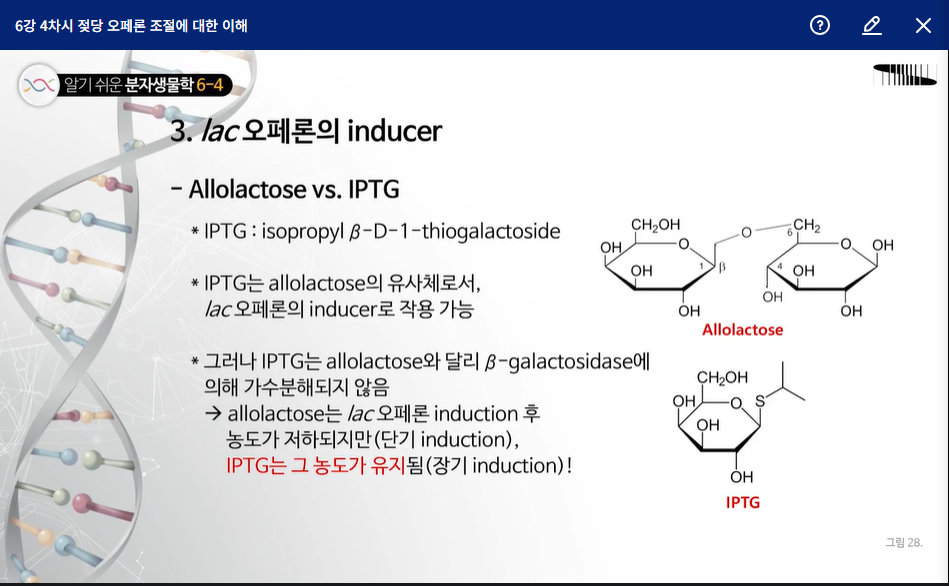 6강 4차시 젖당 오페론 조절에 대한 이해
알기 쉬운 분자생물학 6-4
3. lac 오페론의 inducer
- Allolactose vs. IPTG
* IPTG : isopropyl β-D-1-thiogalactoside
* IPTG는 allolactose의 유사체로서,
lac 오페론의 inducer로 작용 가능
* 그러나 IPTG는 allolactose와 달리 β-galactosidase에
의해 가수분해되지 않음
→ allolactose는 lac 오페론 induction 후
농도가 저하되지만(단기 induction),
IPTG는 그 농도가 유지됨(장기 induction)!
CH₂OH
O
6 CH₂
OH
O
O
OH
OH
1
β
4
OH
OH
OH
OH
Allolactose
CH₂OH
OH
O
S
OH
OH
IPTG
그림 28.